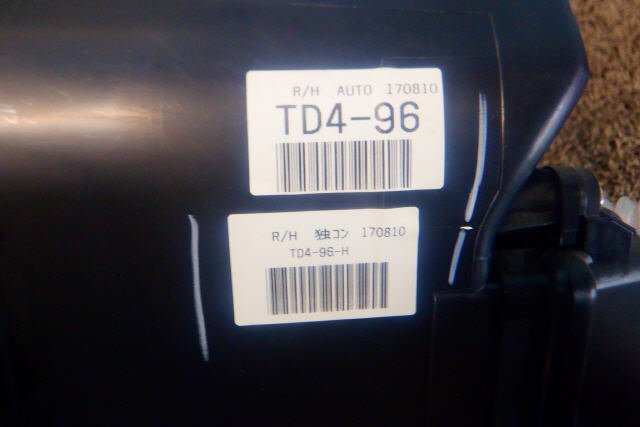 R/H AUTO 170810
TD4-96
R/H 独コン 170810
TD4-96-H